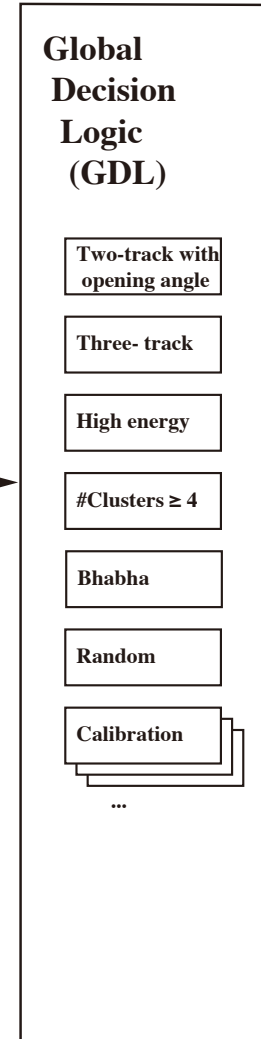 Global
Decision
Logic
(GDL)
Two-track with
opening angle
Three- track
High energy
#Clusters ≥ 4
Bhabha
Random
Calibration
...